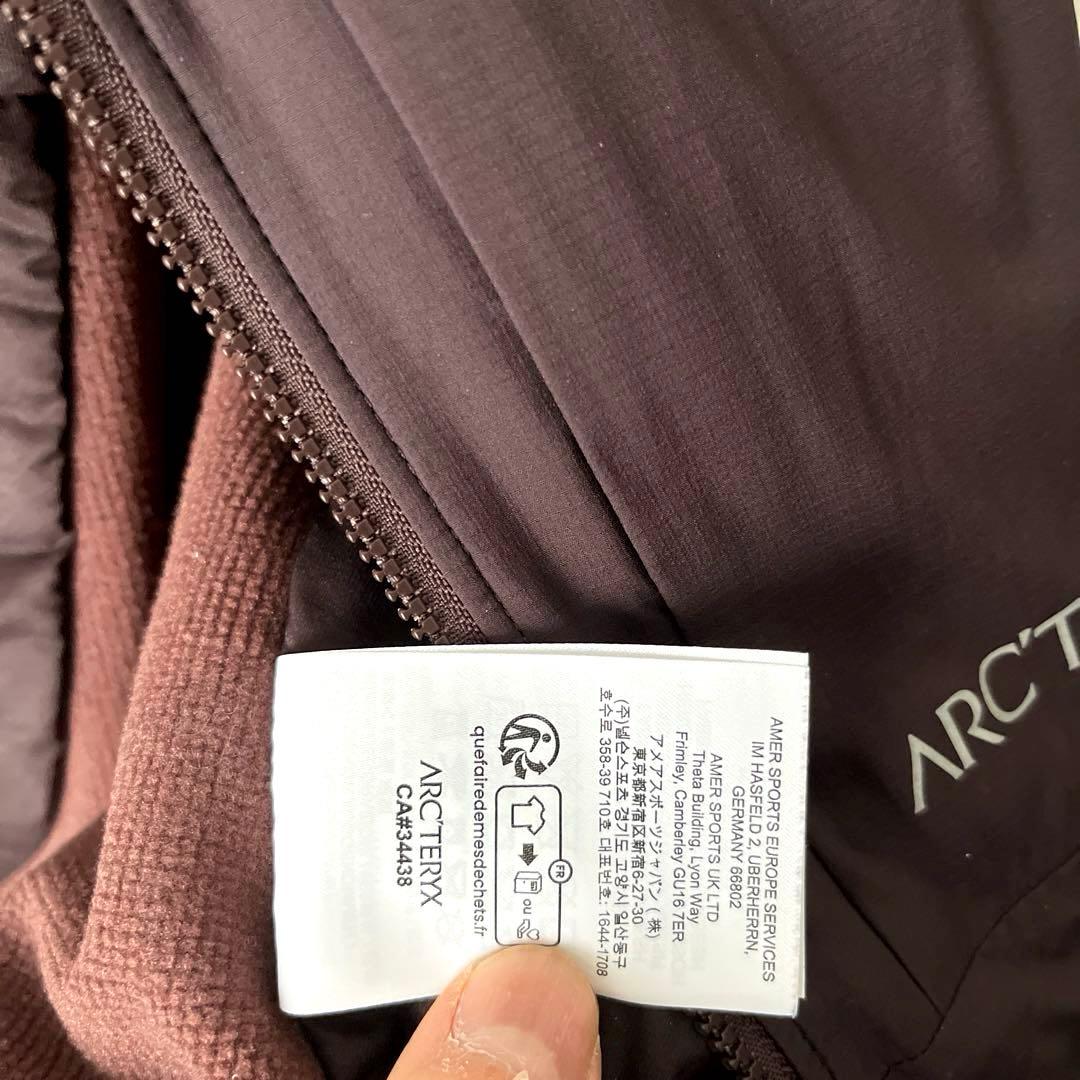 AMER SPORTS EUROPE SERVICES
IM HASFELD 2, UBERHERRN,
GERMANY 66802
AMER SPORTS UK LTD
Theta Building, Lyon Way
Frimley, Camberley GU16 7ER
アメアスポーツジャパン ( 株)
東京都新宿区新宿6-27-30
(주)넬슨스포츠 경기도 고양시 일산동구
호수로 358-39 710호 대표번호: 1644-1708
FR
ou
quefairedemesdechets.fr
ARC'TERYX
CA#34438
ARC'T